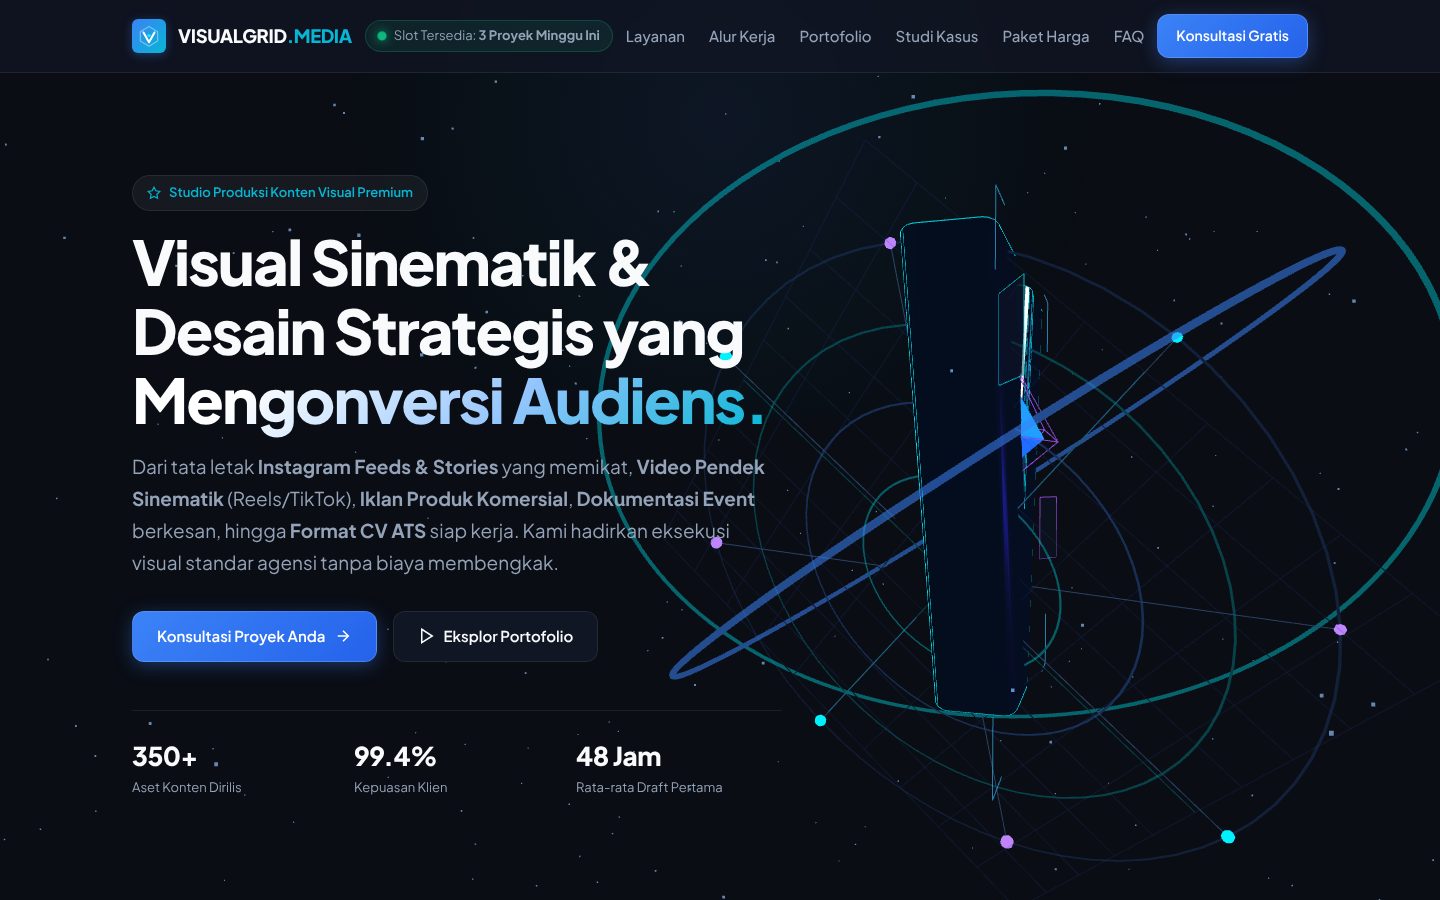 VISUALGRID.MEDIA
Slot Tersedia: 3 Proyek Minggu Ini
Layanan
Alur Kerja
Portofolio
Studi Kasus
Paket Harga
FAQ
Konsultasi Gratis
Studio Produksi Konten Visual Premium
Visual Sinematik &
Desain Strategis yang
Mengonversi Audiens.
Dari tata letak Instagram Feeds & Stories yang memikat, Video Pendek
Sinematik (Reels/TikTok), Iklan Produk Komersial, Dokumentasi Event
berkesan, hingga Format CV ATS siap kerja. Kami hadirkan eksekusi
visual standar agensi tanpa biaya membengkak.
Konsultasi Proyek Anda
Eksplor Portofolio
350+
99.4%
48 Jam
Aset Konten Dirilis
Kepuasan Klien
Rata-rata Draft Pertama